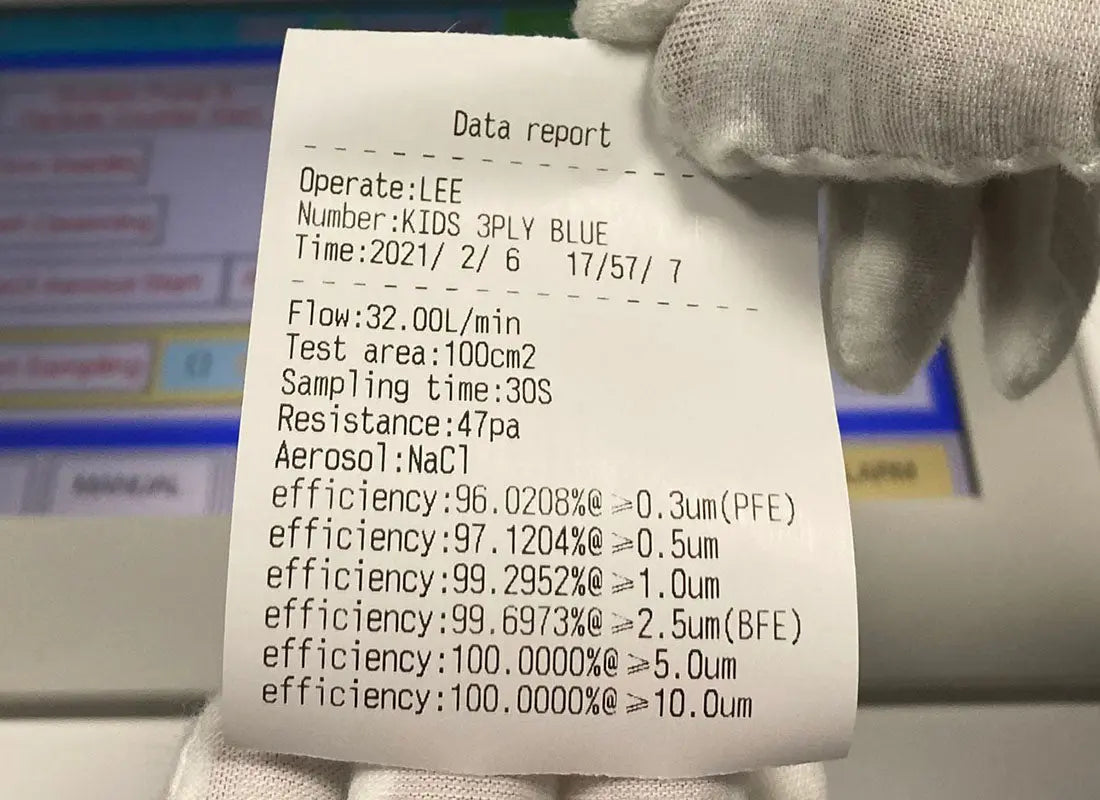 Data report
Operate:LEE
Number:KIDS 3PLY BLUE
Time:2021/ 2/ 6 17/57/ 7
Flow:32.00L/min
Test area:100cm2
Sampling time:30S
Resistance:47pa
Aerosol:NaCl
efficiency:96.0208%@ ⩾0.3um(PFE)
efficiency:97.1204%@ ⩾0.5um
efficiency:99.2952%@ ⩾1.0um
efficiency:99.6973%@ ⩾2.5um(BFE)
efficiency:100.0000%@ ⩾5.0um
efficiency:100.0000%@ ⩾10.0um
MANUAL